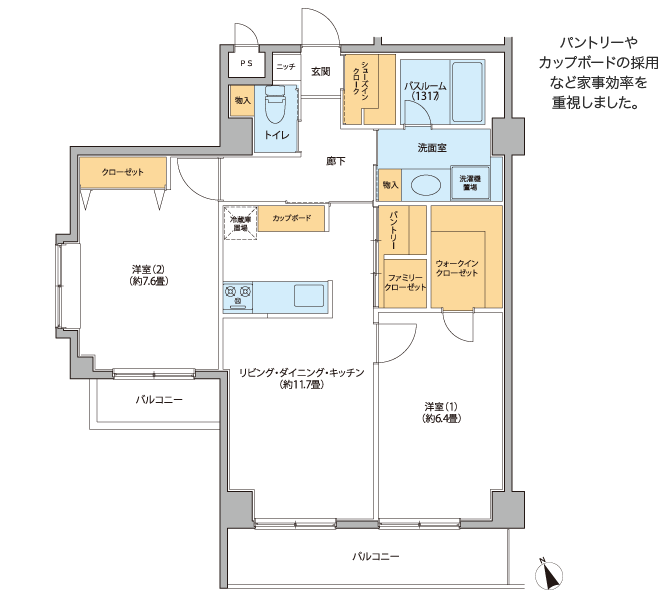 パントリーや
カップボードの採用
など家事効率を
重視しました。
PS
ニッチ
玄関
シューズイン
クローク
バスルーム
(1317)
物入
トイレ
洗面室
廊下
クローゼット
物入
洗濯機
置場
冷蔵庫
置場
カップボード
パントリー
ウォークイン
クローゼット
ファミリー
クローゼット
洋室(2)
(約7.6畳)
リビング・ダイニング・キッチン
(約11.7畳)
洋室(1)
(約6.4畳)
バルコニー
バルコニー
N